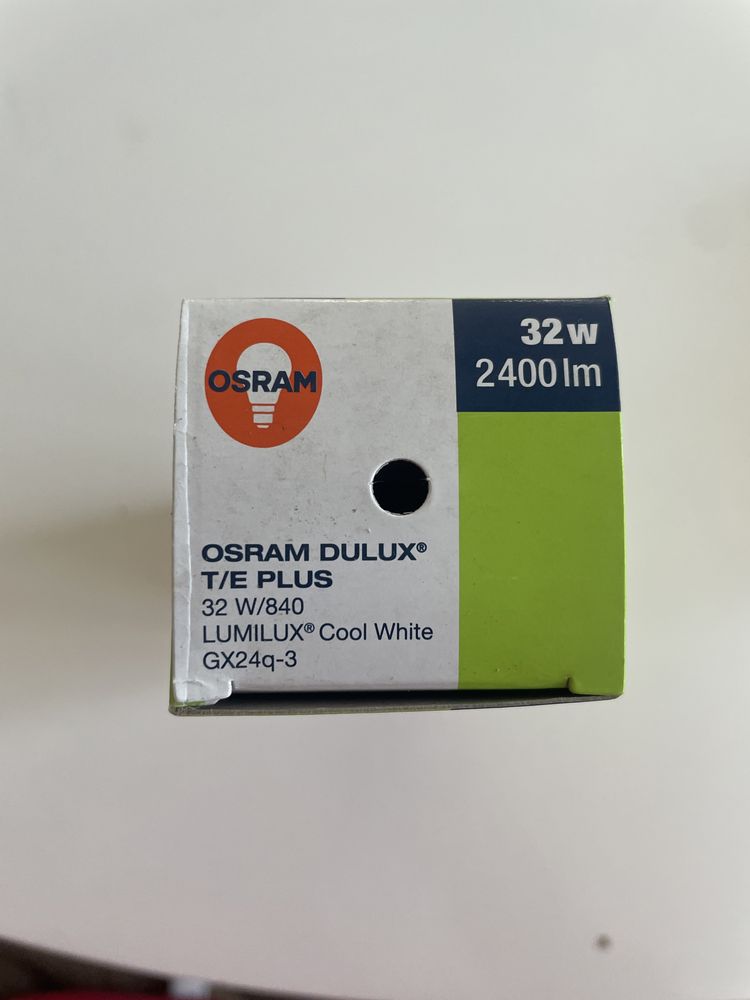 OSRAM
32 W
2400 lm
OSRAM DULUX®
T/E PLUS
32 W/840
LUMILUX® Cool White
GX24q-3